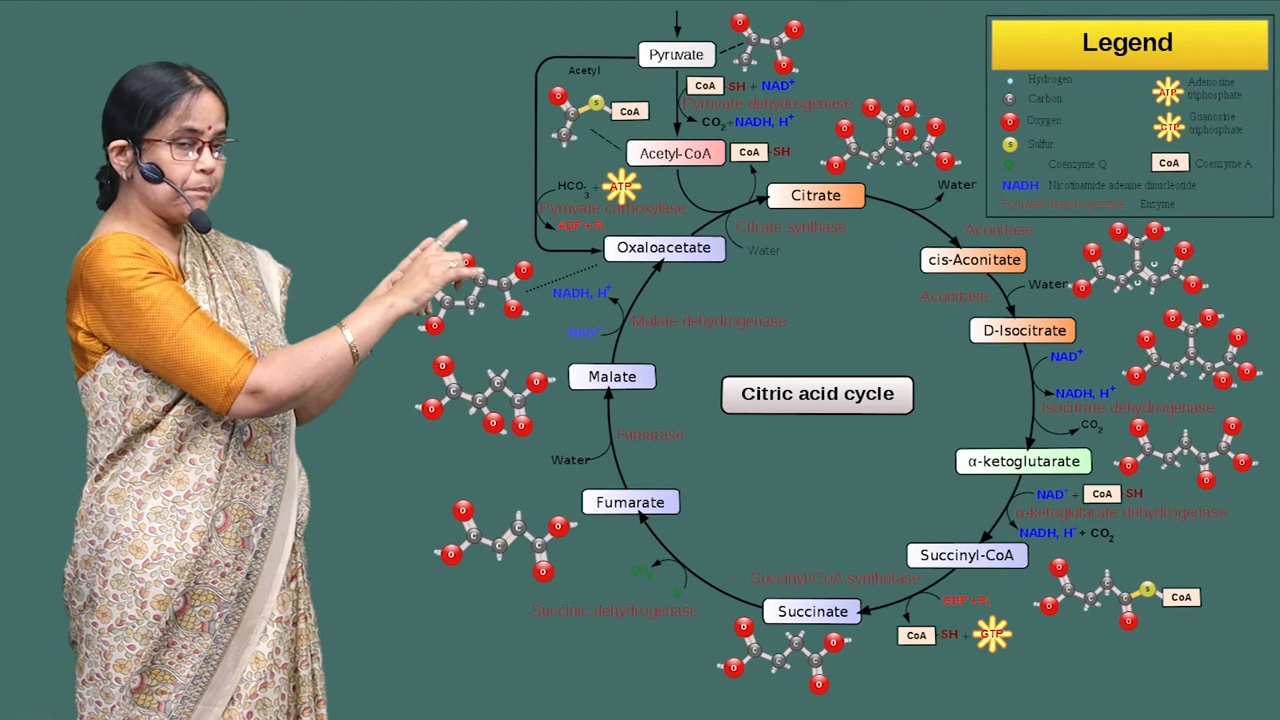 Legend
Hydrogen
Carbon
Oxygen
Sulfur
Coenzyme Q
NADH Nicotinamide adenine dinucleotide
Pyruvate dehydrogenase Enzyme
ATP Adenosine triphosphate
GTP Guanosine triphosphate
CoA Coenzyme A
Pyruvate
Acetyl
S CoA
CoA-SH + NAD+
Pyruvate dehydrogenase
CO2+NADH, H+
Acetyl-CoA
CoA-SH
HCO3- + ATP
Pyruvate carboxylase
ADP + Pi
Citrate
Water
Citrate synthase
Water
Oxaloacetate
Aconitase
cis-Aconitate
Water
Aconitase
D-Isocitrate
NAD+
NADH, H+
Isocitrate dehydrogenase
CO2
α-ketoglutarate
NAD+ + CoA-SH
α-ketoglutarate dehydrogenase
NADH, H+ + CO2
Succinyl-CoA
S CoA
Succinyl-CoA synthetase
GDP + Pi
CoA-SH + GTP
Succinate
Succinic dehydrogenase
Q
QH2
Fumarate
Water
Fumarase
Malate
Malate dehydrogenase
NAD+
NADH, H+
Citric acid cycle